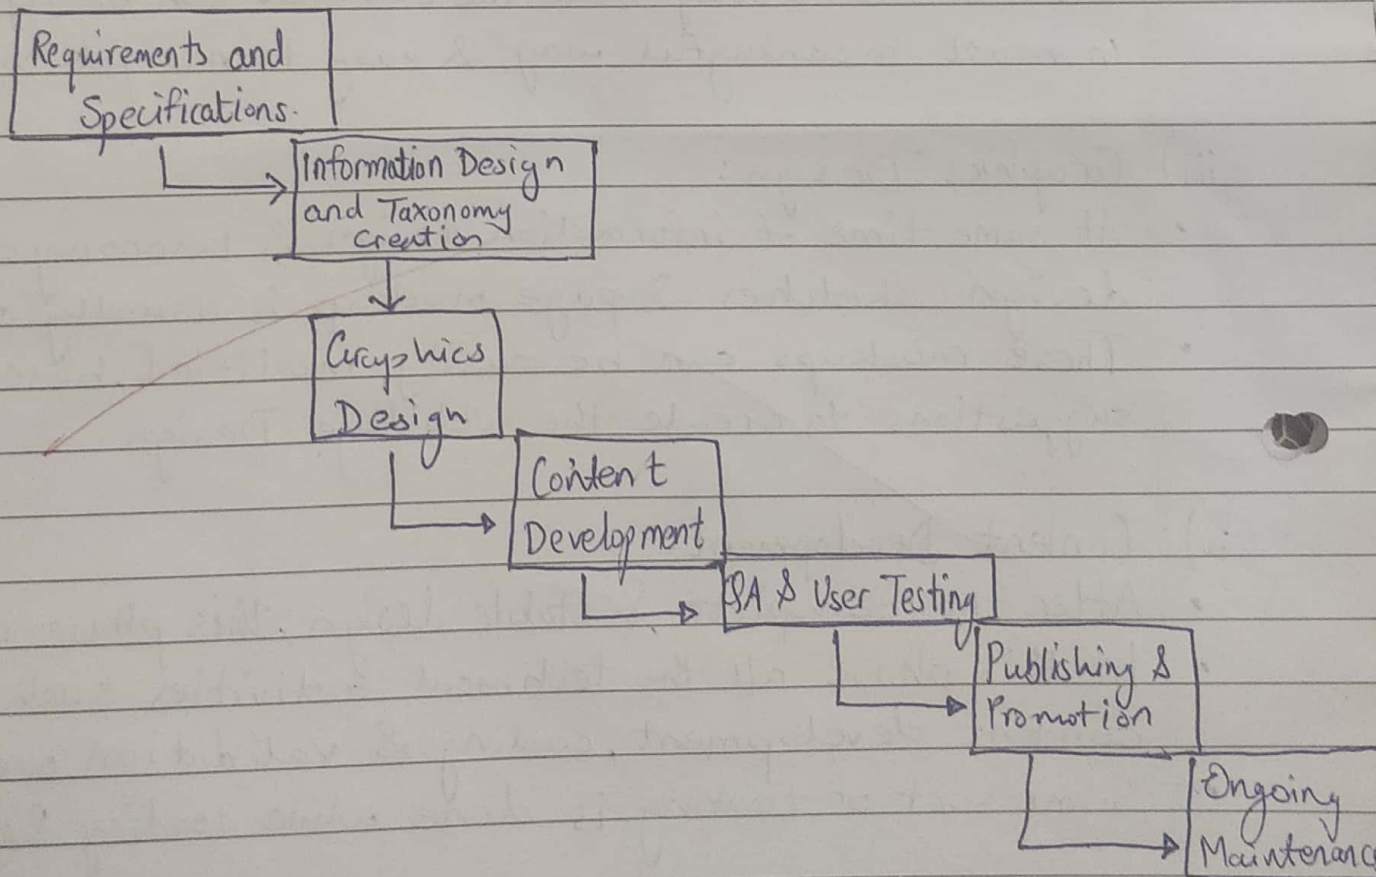 Requirements and
Specifications.
Information Design
and Taxonomy
Creation
Graphics
Design
Content
Development
QA & User Testing
Publishing &
Promotion
Ongoing
Maintenanc